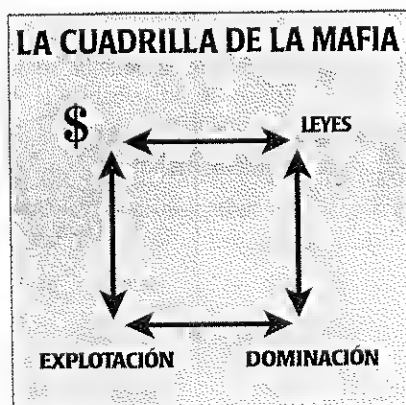 LA CUADRILLA DE LA MAFIA
$ LEYES
EXPLOTACIÓN DOMINACIÓN